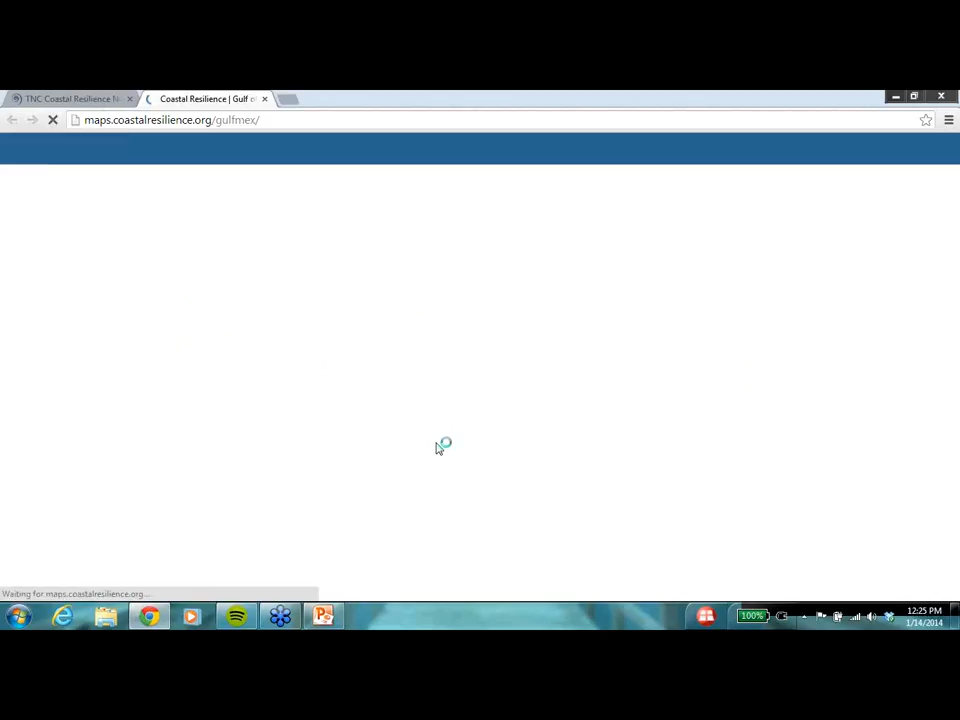 TNC Coastal Resilience N
Coastal Resilience | Gulf o
maps.coastalresilience.org/gulfmex/
Waiting for maps.coastalresilience.org...
100%
12:25 PM
1/14/2014